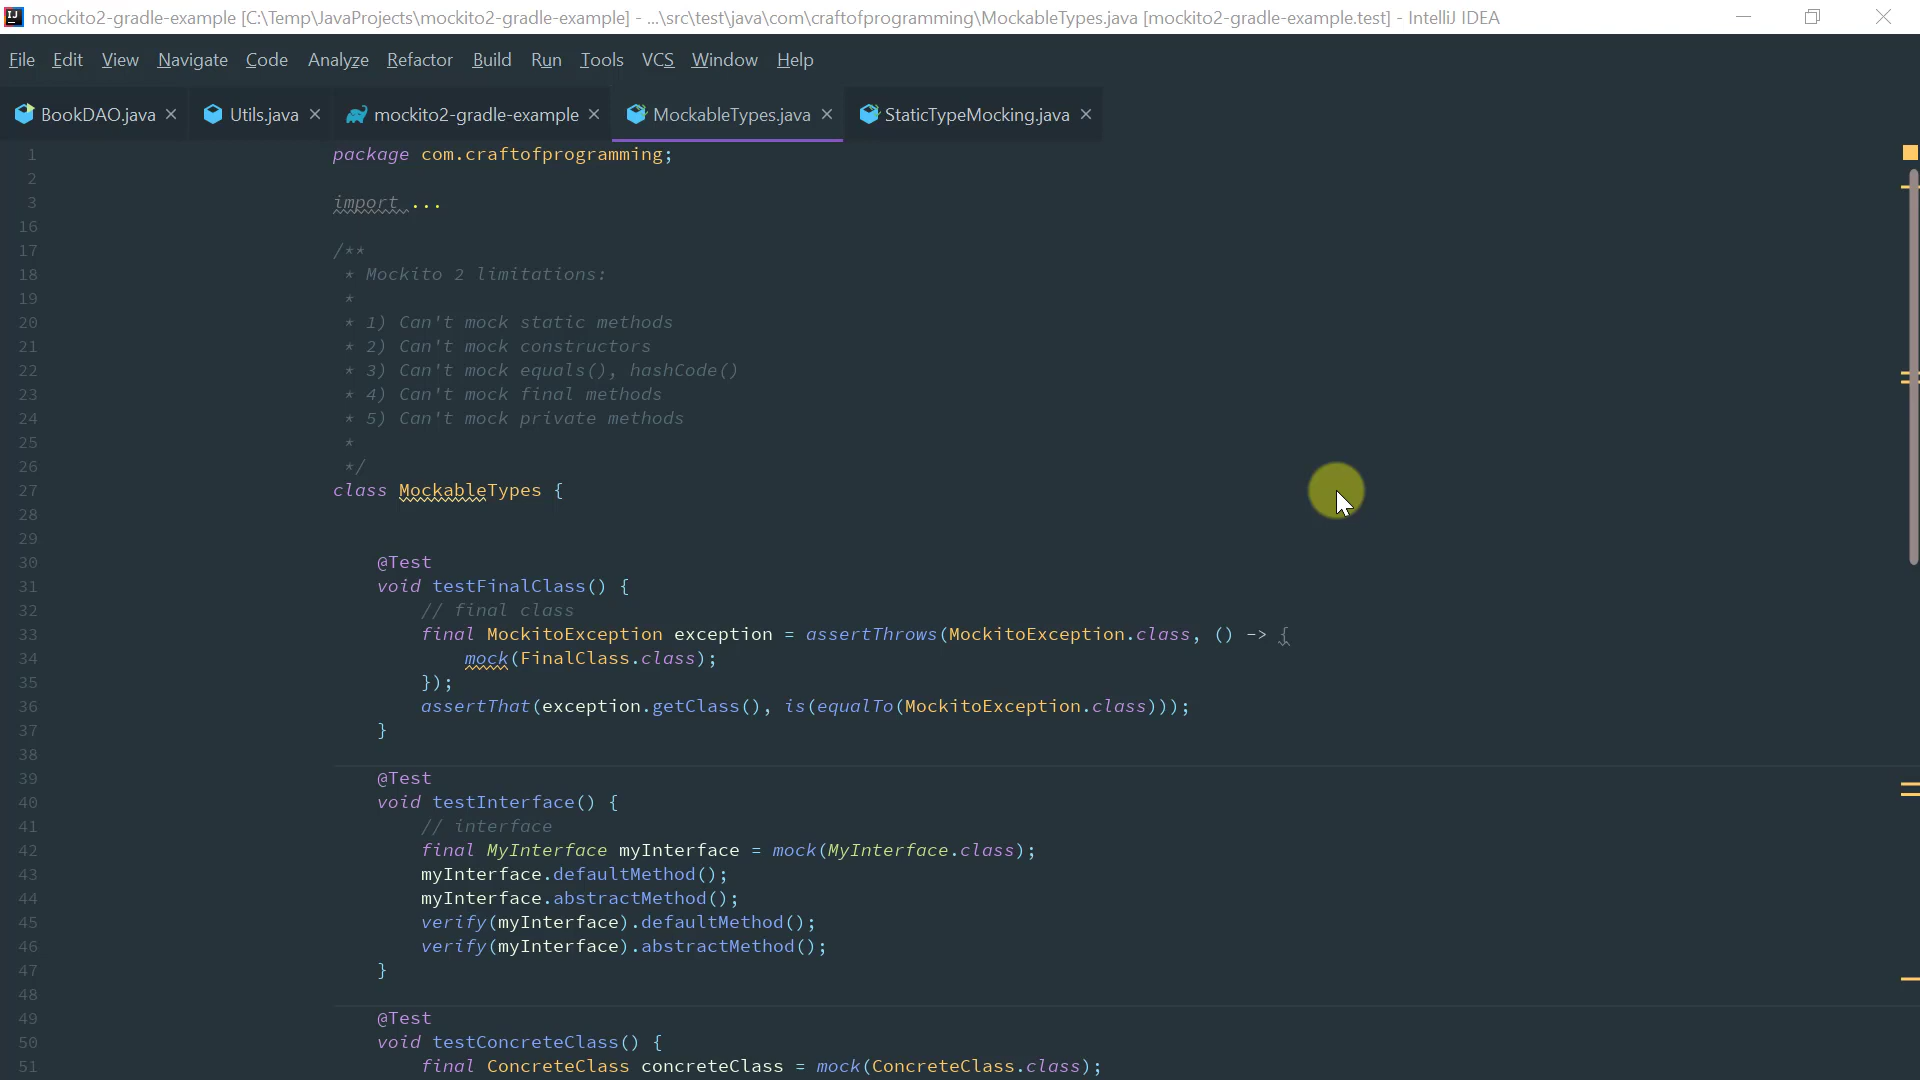 mockito2-gradle-example [C:\Temp\JavaProjects\mockito2-gradle-example] - ...\src\test\java\com\craftofprogramming\MockableTypes.java [mockito2-gradle-example.test] - IntelliJ IDEA
File Edit View Navigate Code Analyze Refactor Build Run Tools VCS Window Help
BookDAO.java Utils.java mockito2-gradle-example MockableTypes.java StaticTypeMocking.java
1 package com.craftofprogramming;
2
3 import ...
16
17 /**
18 * Mockito 2 limitations:
19 *
20 * 1) Can't mock static methods
21 * 2) Can't mock constructors
22 * 3) Can't mock equals(), hashCode()
23 * 4) Can't mock final methods
24 * 5) Can't mock private methods
25 *
26 */
27 class MockableTypes {
28
29
30 @Test
31 void testFinalClass() {
32 // final class
33 final MockitoException exception = assertThrows(MockitoException.class, () -> {
34 mock(FinalClass.class);
35 });
36 assertThat(exception.getClass(), is(equalTo(MockitoException.class)));
37 }
38
39 @Test
40 void testInterface() {
41 // interface
42 final MyInterface myInterface = mock(MyInterface.class);
43 myInterface.defaultMethod();
44 myInterface.abstractMethod();
45 verify(myInterface).defaultMethod();
46 verify(myInterface).abstractMethod();
47 }
48
49 @Test
50 void testConcreteClass() {
51 final ConcreteClass concreteClass = mock(ConcreteClass.class);